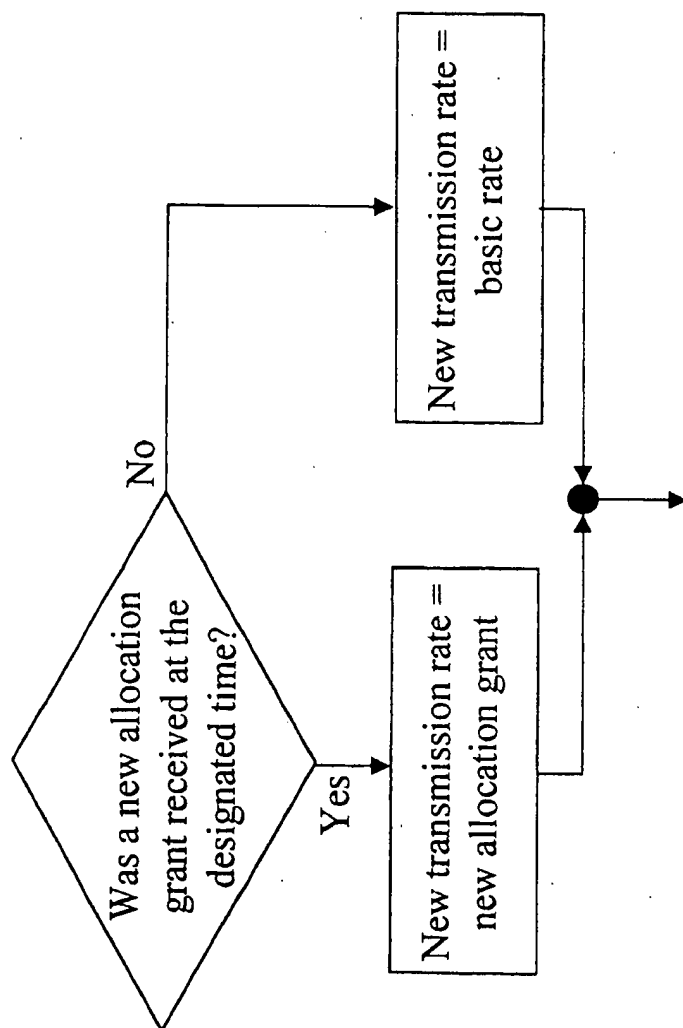 Was a new allocation
grant received at the
designated time?
No
Yes
New transmission rate =
new allocation grant
New transmission rate =
basic rate